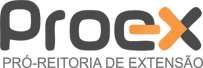 Proex
PRÓ-REITORIA DE EXTENSÃO